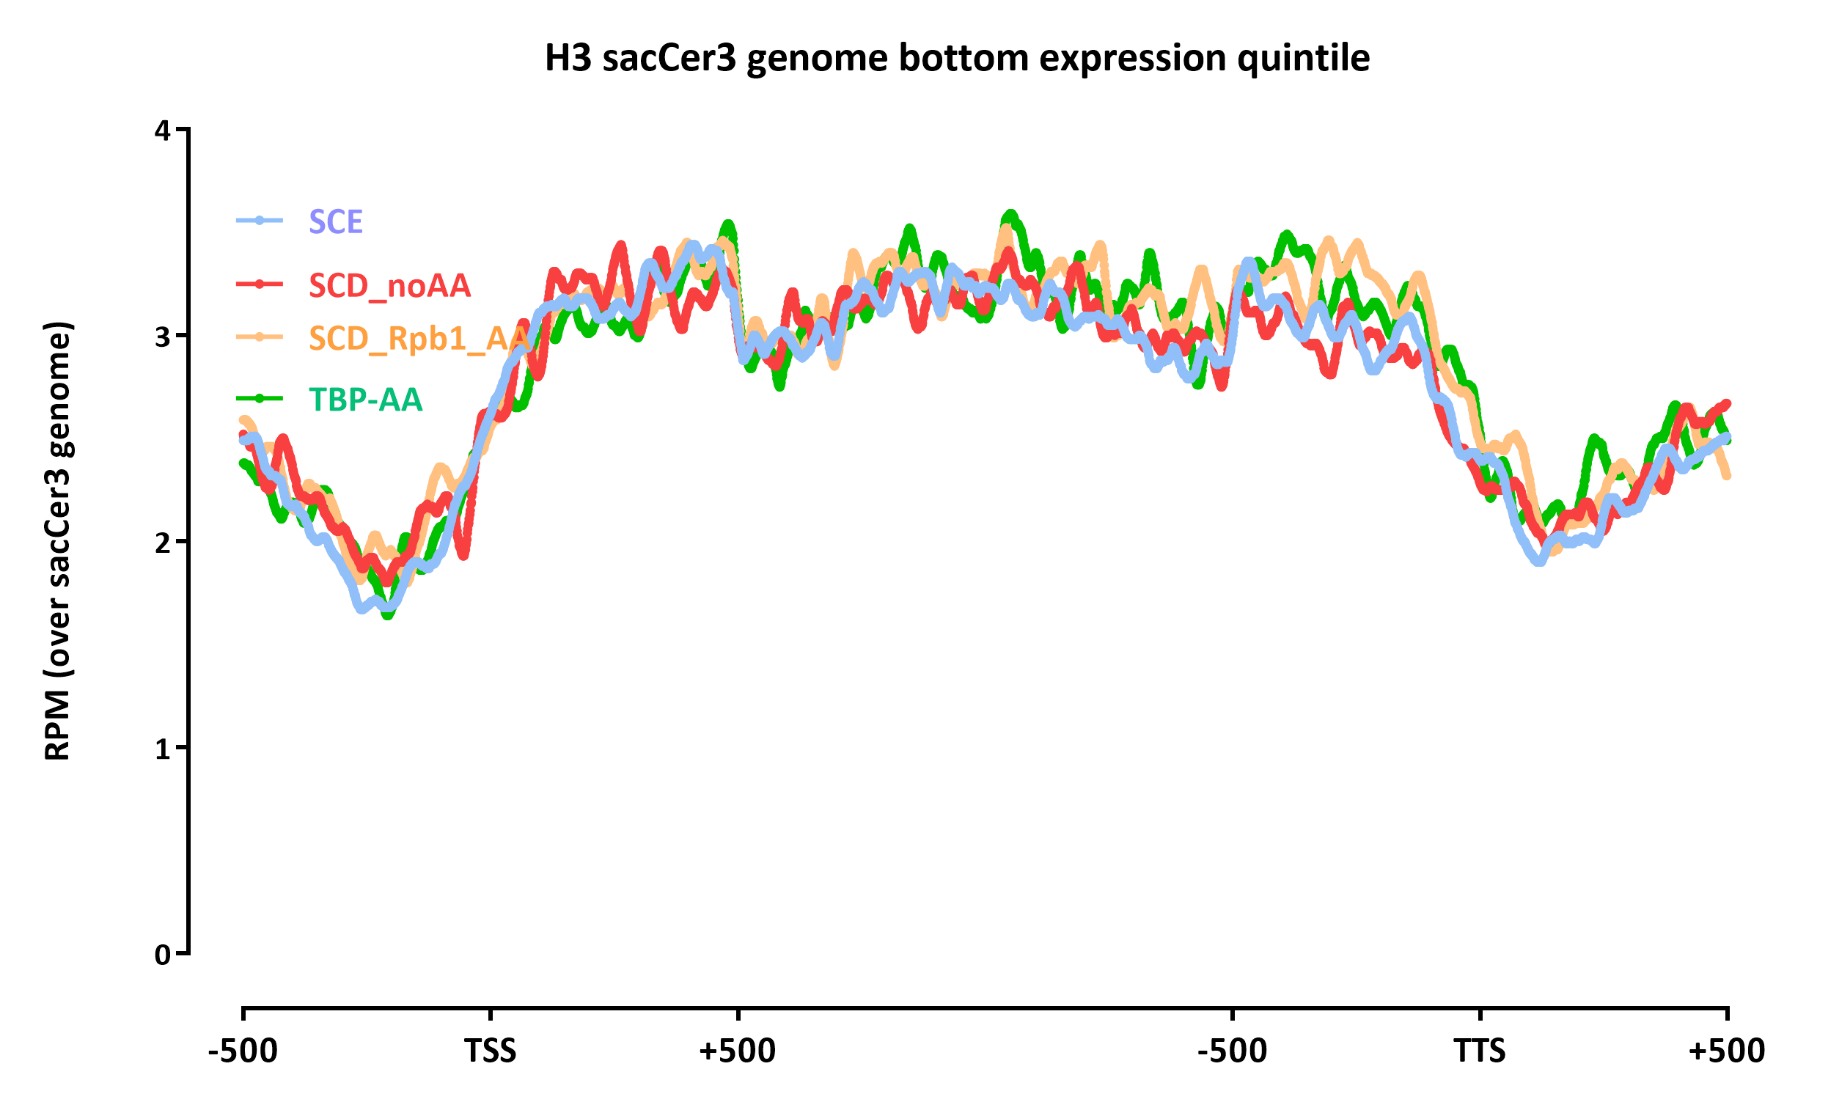 H3 sacCer3 genome bottom expression quintile
RPM (over sacCer3 genome)
4
3
2
1
0
SCE
SCD_noAA
SCD_Rpb1_AA
TBP-AA
-500
TSS
+500
-500
TTS
+500